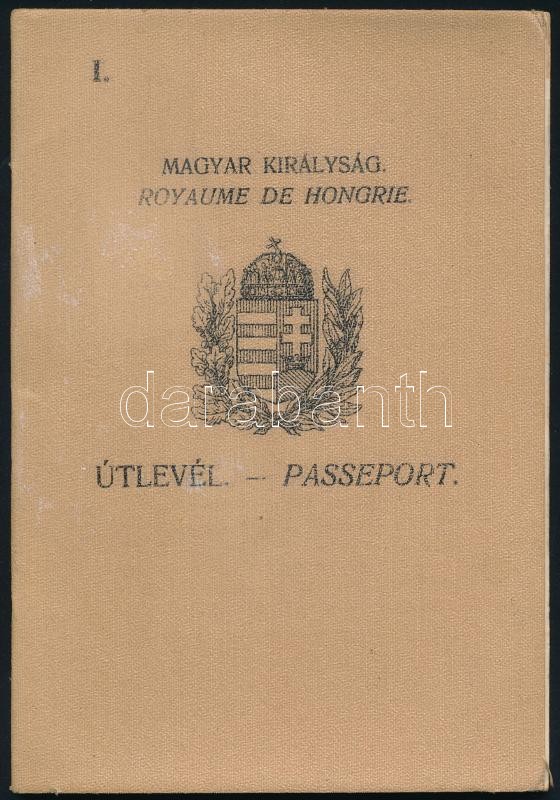 I.
MAGYAR KIRÁLYSÁG.
ROYAUME DE HONGRIE.
darabanth
ÚTLEVÉL. — PASSEPORT.